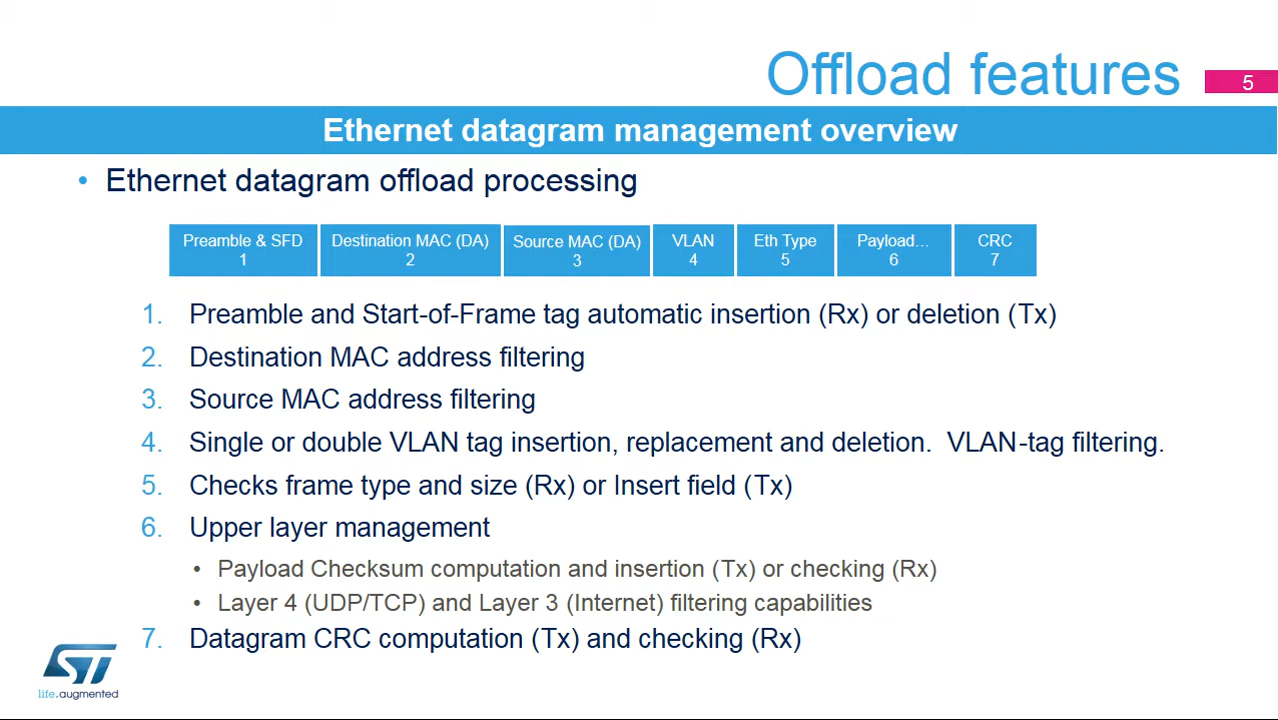 Offload features
5
Ethernet datagram management overview
• Ethernet datagram offload processing
Preamble & SFD
1
Destination MAC (DA)
2
Source MAC (DA)
3
VLAN
4
Eth Type
5
Payload…
6
CRC
7
1. Preamble and Start-of-Frame tag automatic insertion (Rx) or deletion (Tx)
2. Destination MAC address filtering
3. Source MAC address filtering
4. Single or double VLAN tag insertion, replacement and deletion. VLAN-tag filtering.
5. Checks frame type and size (Rx) or Insert field (Tx)
6. Upper layer management
• Payload Checksum computation and insertion (Tx) or checking (Rx)
• Layer 4 (UDP/TCP) and Layer 3 (Internet) filtering capabilities
7. Datagram CRC computation (Tx) and checking (Rx)
ST
life.augmented